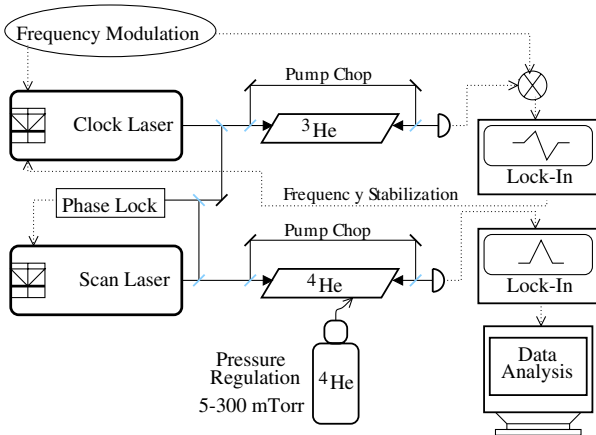 Frequency Modulation
Pump Chop
Clock Laser
3He
Lock-In
Frequenc y Stabilization
Phase Lock
Pump Chop
Scan Laser
4He
Lock-In
Pressure
Regulation
5-300 mTorr
4He
Data
Analysis